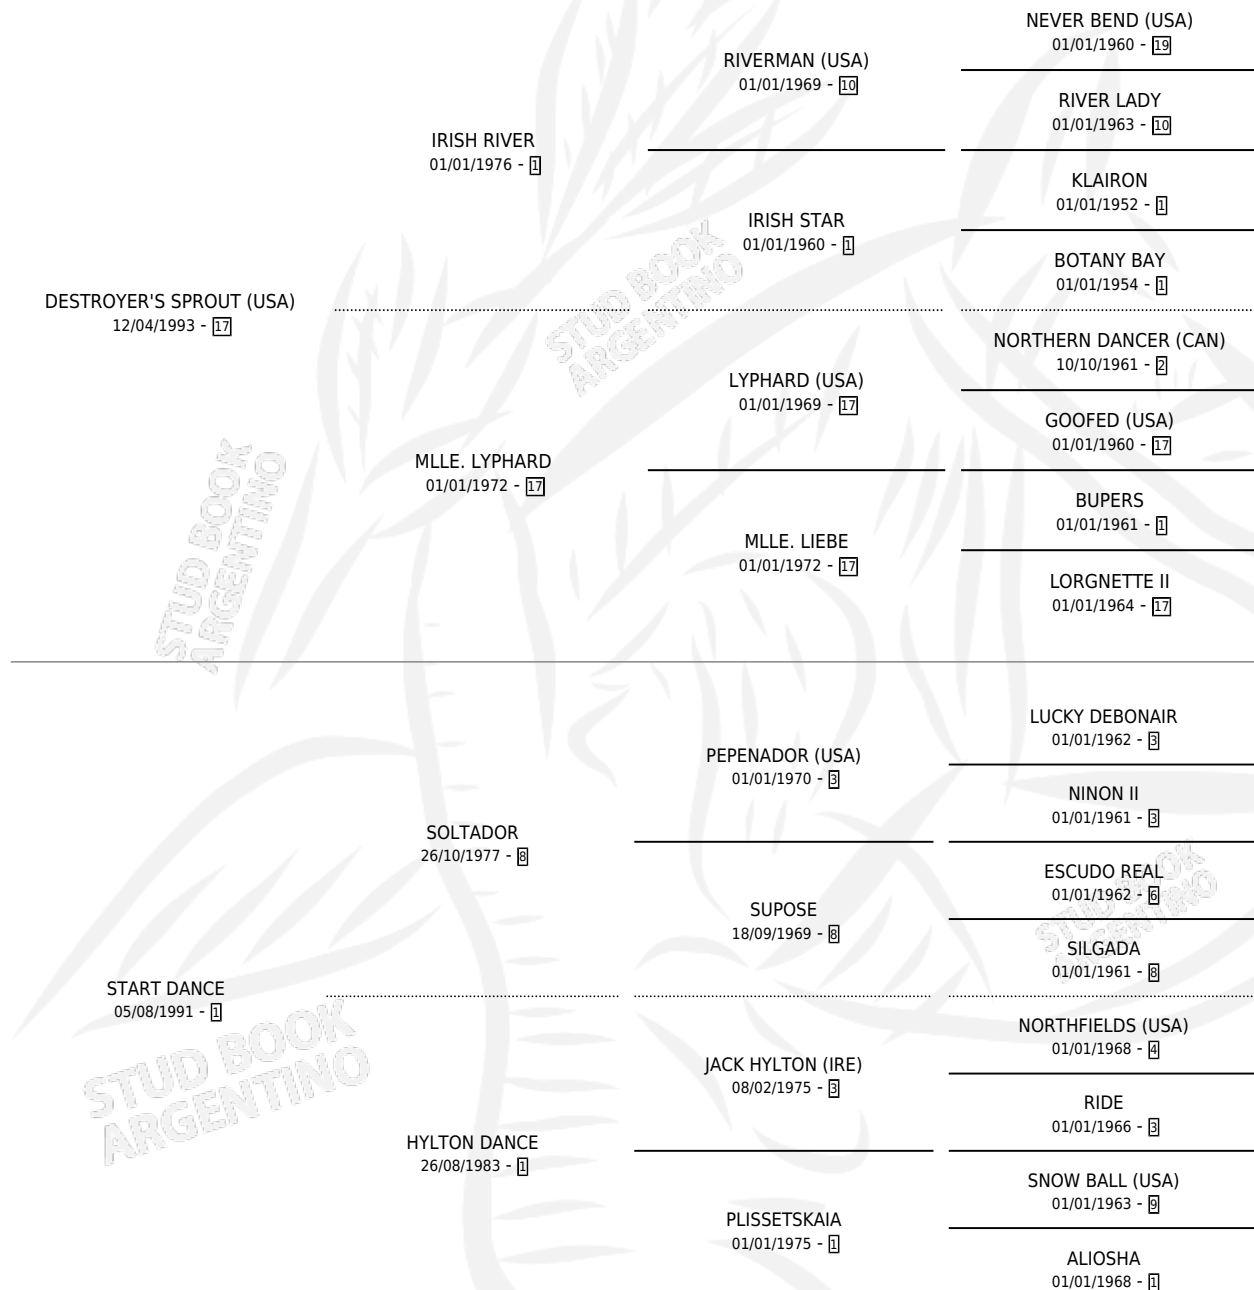 NEVER BEND (USA)
01/01/1960 - 19
RIVERMAN (USA)
01/01/1969 - 10
RIVER LADY
01/01/1963 - 10
IRISH RIVER
01/01/1976 - 1
KLAIRON
01/01/1952 - 1
IRISH STAR
01/01/1960 - 1
BOTANY BAY
01/01/1954 - 1
DESTROYER'S SPROUT (USA)
12/04/1993 - 17
STUD BOOK
ARGENTINO
NORTHERN DANCER (CAN)
10/10/1961 - 2
LYPHARD (USA)
01/01/1969 - 17
GOOFED (USA)
01/01/1960 - 17
MLLE. LYPHARD
01/01/1972 - 17
BUPERS
01/01/1961 - 1
MLLE. LIEBE
01/01/1972 - 17
LORGNETTE II
01/01/1964 - 17
STUD BOOK
ARGENTINO
LUCKY DEBONAIR
01/01/1962 - 3
PEPENADOR (USA)
01/01/1970 - 3
NINON II
01/01/1961 - 3
SOLTADOR
26/10/1977 - 8
ESCUDO REAL
01/01/1962 - 6
SUPOSE
18/09/1969 - 8
STUD BOOK
ARGENTINO
SILGADA
01/01/1961 - 8
START DANCE
05/08/1991 - 1
NORTHFIELDS (USA)
01/01/1968 - 4
JACK HYLTON (IRE)
08/02/1975 - 3
RIDE
01/01/1966 - 3
STUD BOOK
ARGENTINO
HYLTON DANCE
26/08/1983 - 1
SNOW BALL (USA)
01/01/1963 - 9
PLISSETSKAIA
01/01/1975 - 1
ALIOSHA
01/01/1968 - 1